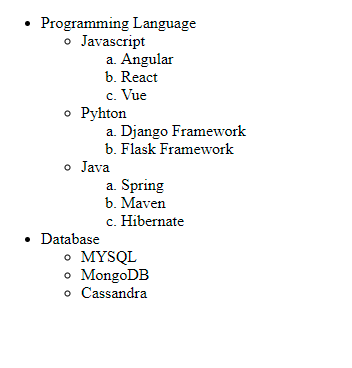 • Programming Language
◦ Javascript
a. Angular
b. React
c. Vue
◦ Pyhton
a. Django Framework
b. Flask Framework
◦ Java
a. Spring
b. Maven
c. Hibernate
• Database
◦ MYSQL
◦ MongoDB
◦ Cassandra